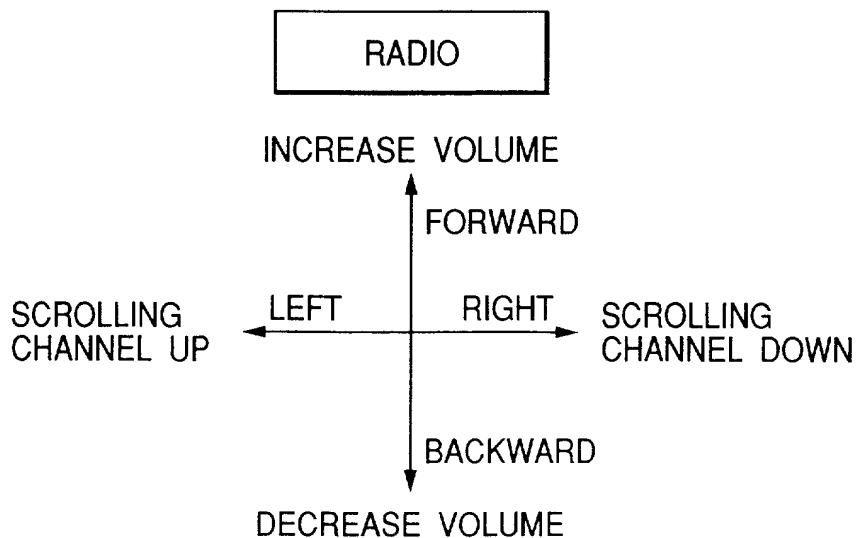 RADIO
INCREASE VOLUME
FORWARD
LEFT
RIGHT
SCROLLING
CHANNEL UP
SCROLLING
CHANNEL DOWN
BACKWARD
DECREASE VOLUME